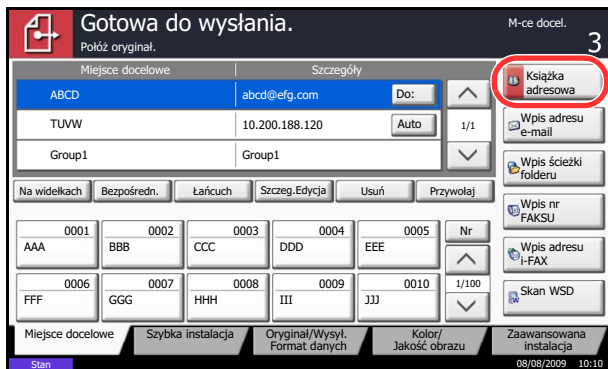 Gotowa do wysłania.
Połóż oryginał.
M-ce docel.
3
Miejsce docelowe Szczegóły
ABCD abcd@efg.com Do:
TUVW 10.200.188.120 Auto 1/1
Group1 Group1
Na widełkach Bezpośredn. Łańcuch Szczeg.Edycja Usuń Przywołaj
0001 0002 0003 0004 0005 Nr
AAA BBB CCC DDD EEE
0006 0007 0008 0009 0010 1/100
FFF GGG HHH III JJJ
Książka
adresowa
Wpis adresu
e-mail
Wpis ścieżki
folderu
Wpis nr
FAKSU
Wpis adresu
i-FAX
Skan WSD
Miejsce docelowe Szybka instalacja Oryginał/Wysył.
Format danych
Kolor/
Jakość obrazu
Zaawansowana
instalacja
Stan 08/08/2009 10:10